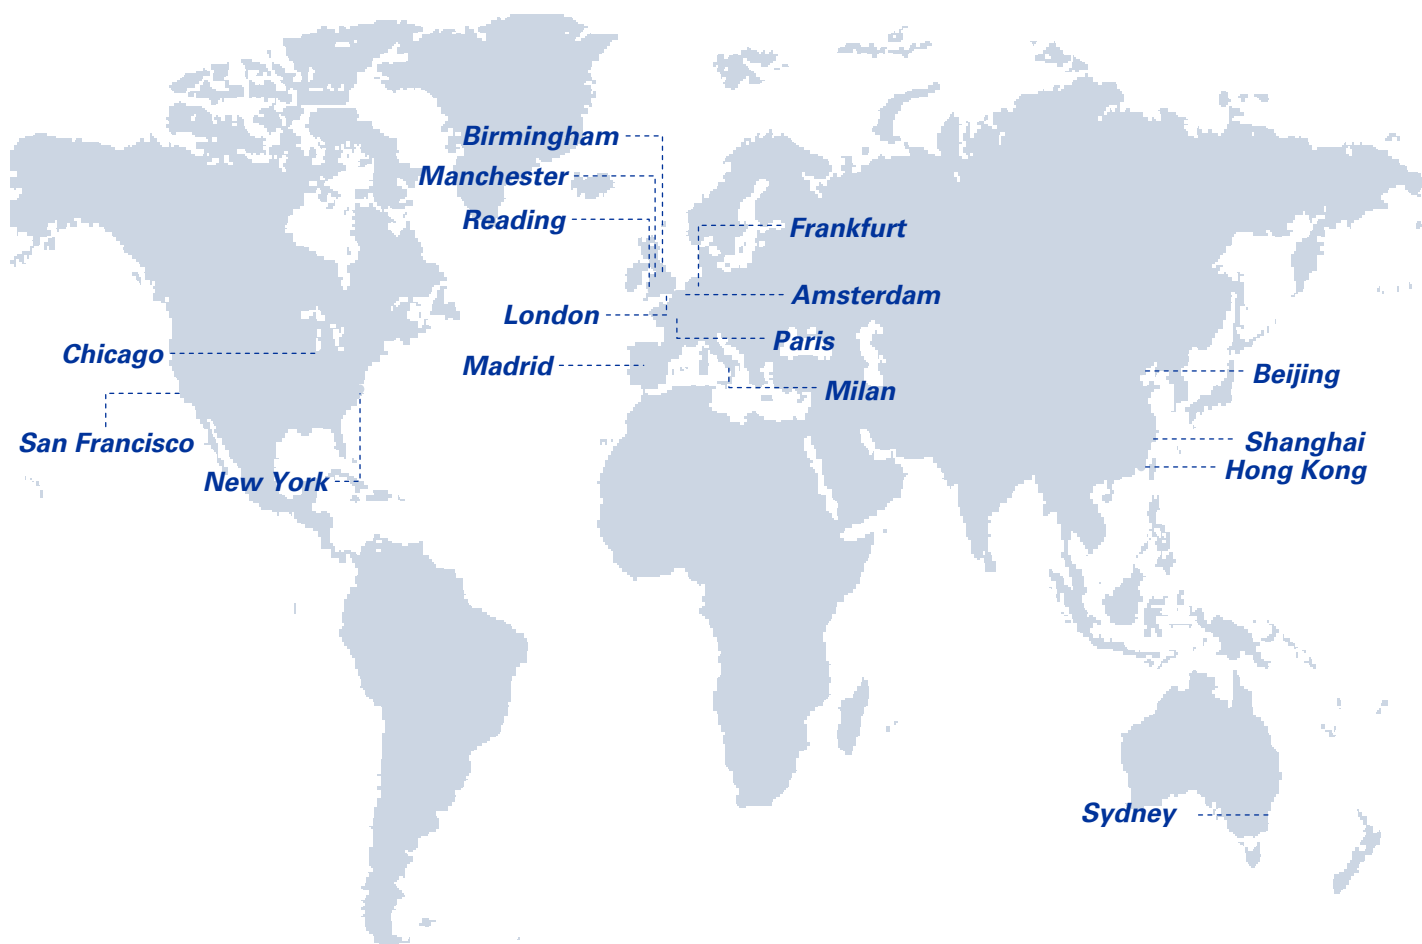 Birmingham
Manchester
Reading
Frankfurt
Amsterdam
London
Paris
Chicago
Madrid
Beijing
Milan
San Francisco
Shanghai
Hong Kong
New York
Sydney